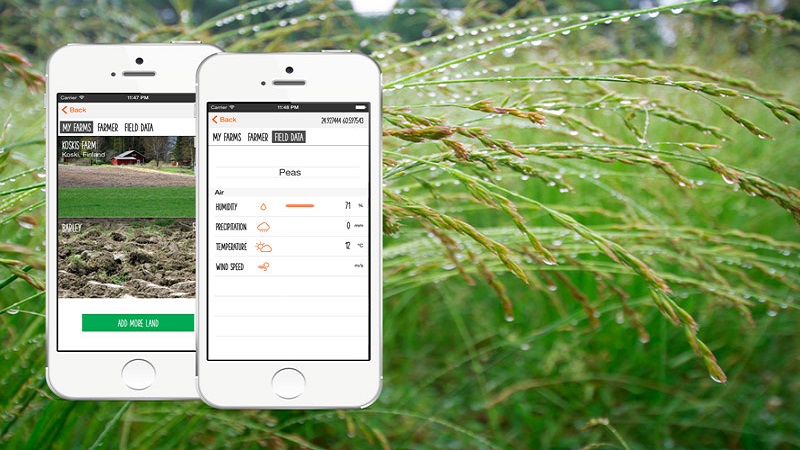 Carrier 11:47 PM
Back
MY FARMS FARMER FIELD DATA
KOSKIS FARM
Koski, Finland
BARLEY
ADD MORE LAND
Carrier 11:48 PM
Back 24.937444 60.597543
MY FARMS FARMER FIELD DATA
Peas
Air
HUMIDITY 71 %
PRECIPITATION 0 mm
TEMPERATURE 12 °C
WIND SPEED m/s